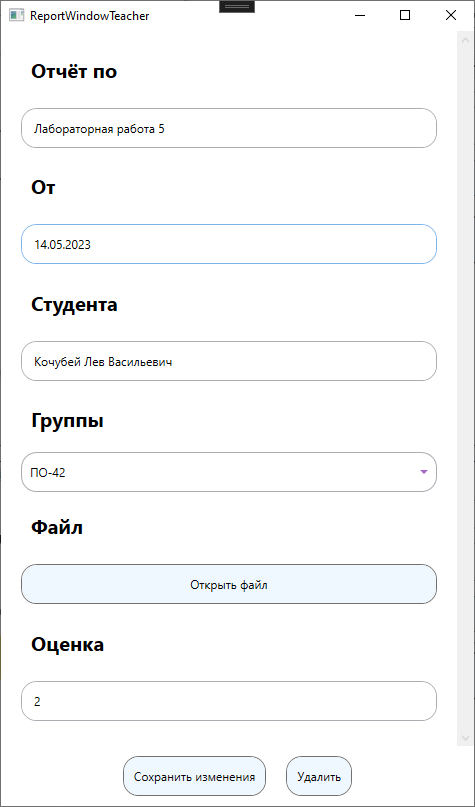 ReportWindowTeacher
Отчёт по
Лабораторная работа 5
От
14.05.2023
Студента
Кочубей Лев Васильевич
Группы
ПО-42
Файл
Открыть файл
Оценка
2
Сохранить изменения
Удалить